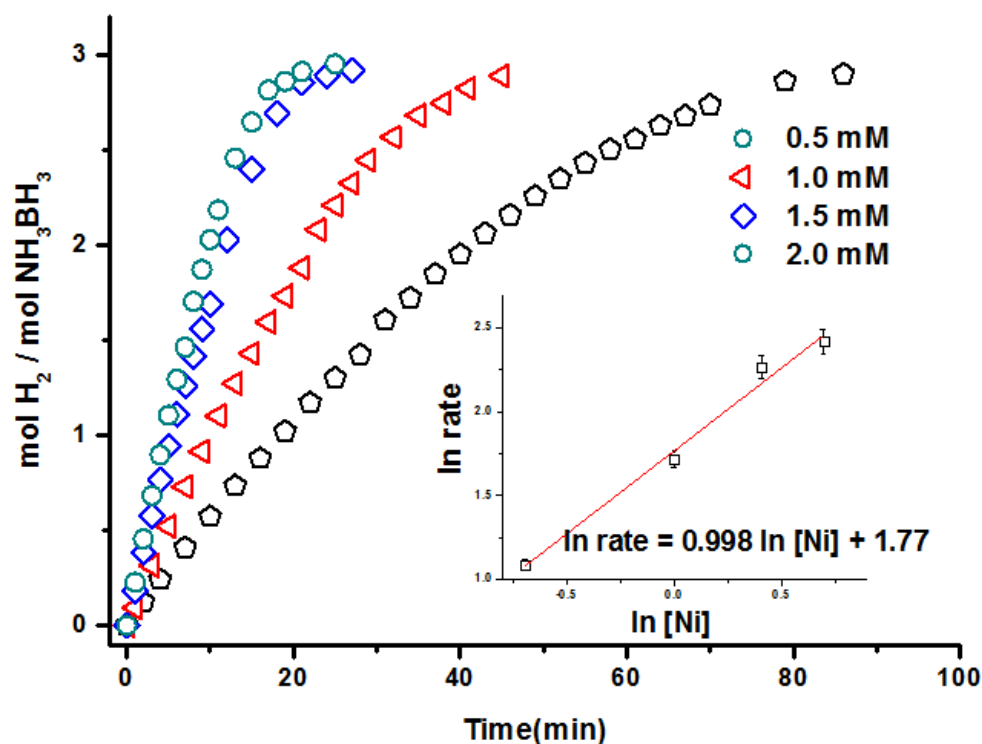 mol H2 / mol NH3BH3
3
2
1
0
0.5 mM
1.0 mM
1.5 mM
2.0 mM
ln rate
2.5
2.0
1.5
1.0
ln rate = 0.998 ln [Ni] + 1.77
-0.5 0.0 0.5
ln [Ni]
0 20 40 60 80 100
Time(min)